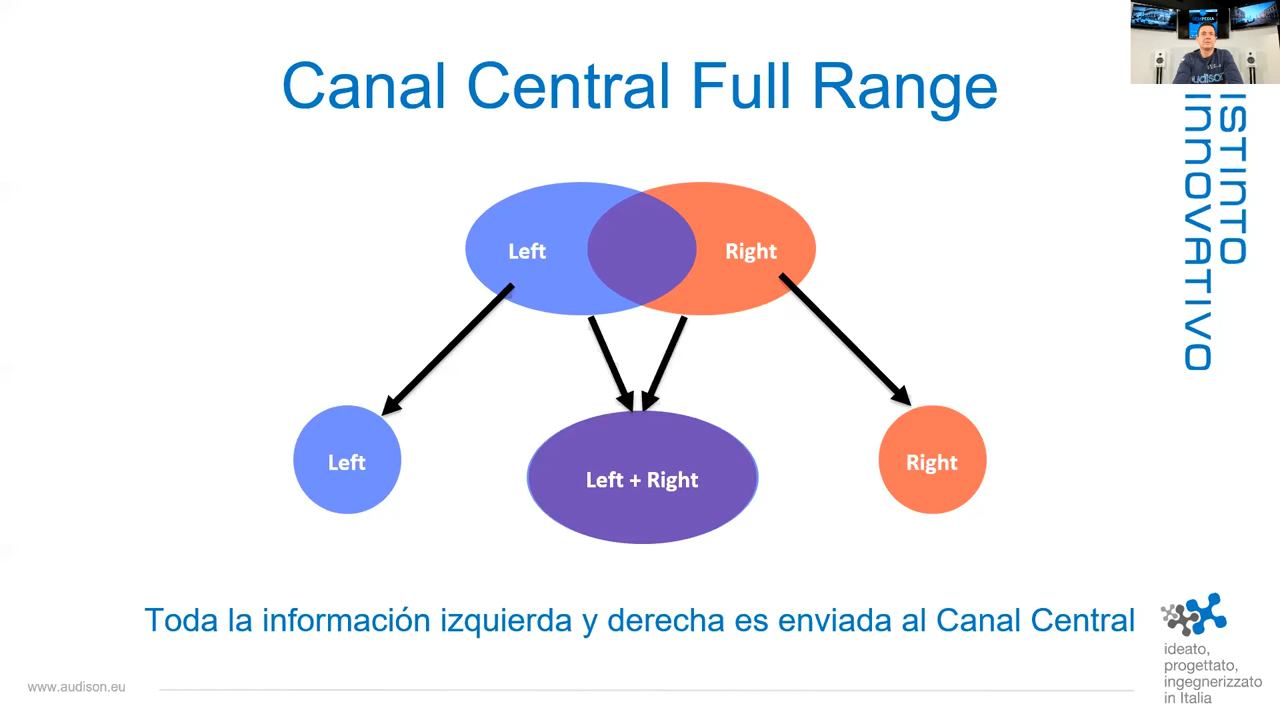 Canal Central Full Range
Left
Right
Left
Left + Right
Right
Toda la información izquierda y derecha es enviada al Canal Central
ISTINTO
INNOVATIVO
ideato,
progettato,
ingegnerizzato
in Italia
www.audison.eu